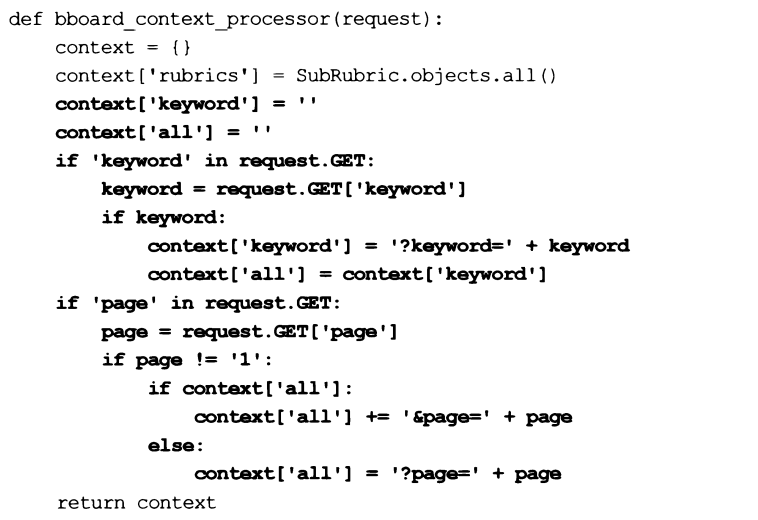 def bboard_context_processor(request):
    context = {}
    context['rubrics'] = SubRubric.objects.all()
    context['keyword'] = ''
    context['all'] = ''
    if 'keyword' in request.GET:
        keyword = request.GET['keyword']
        if keyword:
            context['keyword'] = '?keyword=' + keyword
            context['all'] = context['keyword']
    if 'page' in request.GET:
        page = request.GET['page']
        if page != '1':
            if context['all']:
                context['all'] += '&page=' + page
            else:
                context['all'] = '?page=' + page
    return context